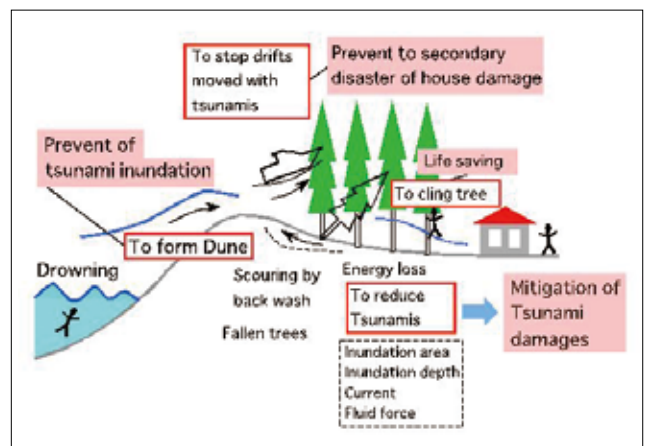 To stop drifts
moved with
tsunamis
Prevent to secondary
disaster of house damage
Prevent of
tsunami inundation
Life saving
To cling tree
To form Dune
Drowning
Scouring by
back wash
Fallen trees
Energy loss
To reduce
Tsunamis
Mitigation of
Tsunami
damages
Inundation area
Inundation depth
Current
Fluid force